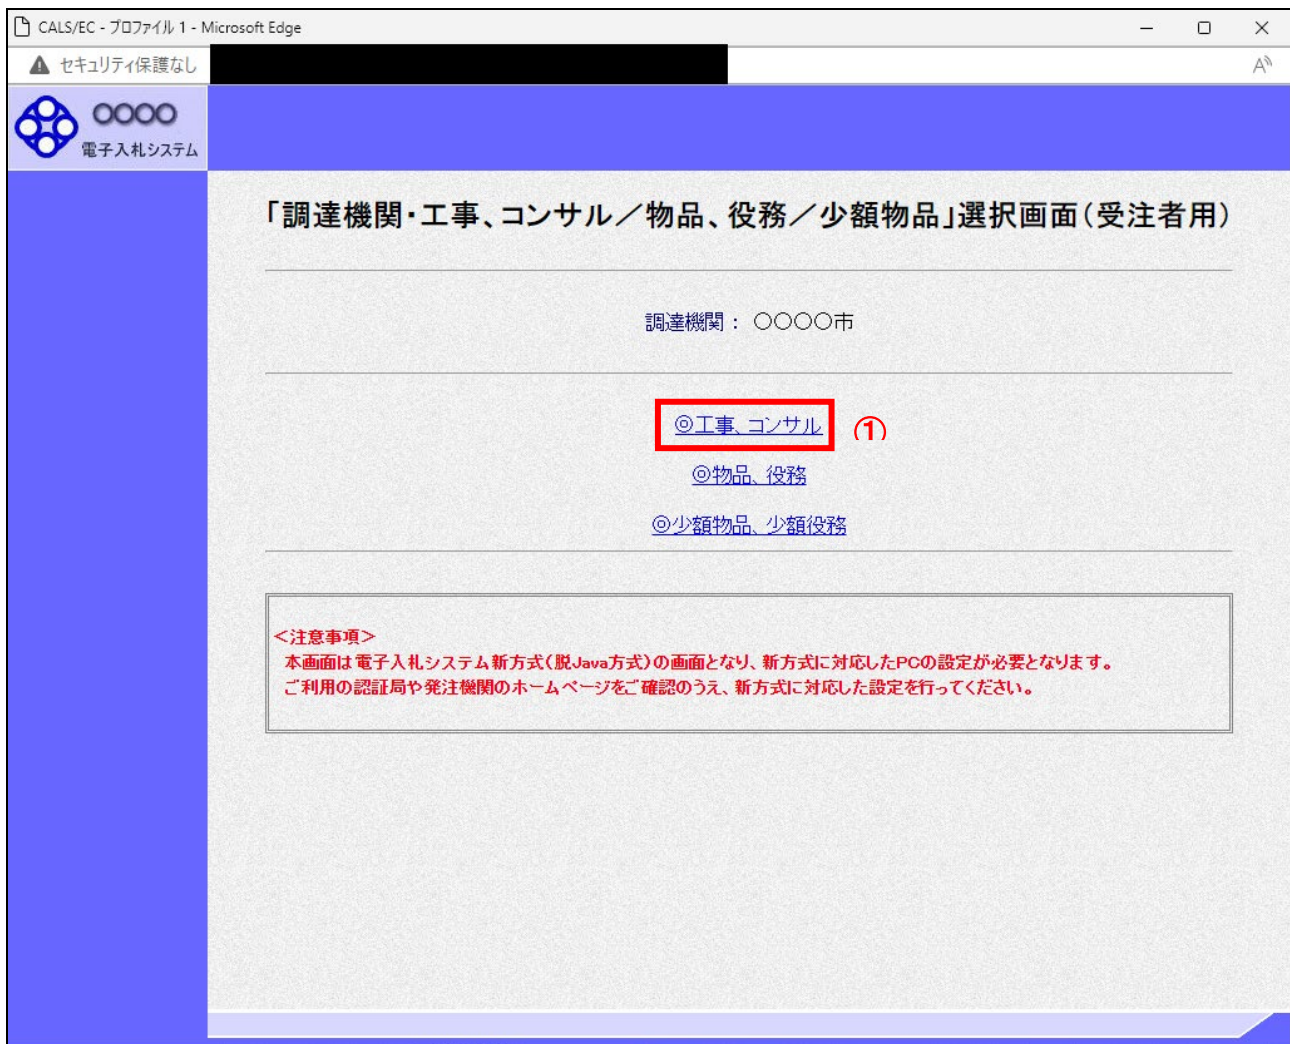 CALS/EC - プロファイル 1 - Microsoft Edge
セキュリティ保護なし
〇〇〇〇
電子入札システム
「調達機関・工事、コンサル／物品、役務／少額物品」選択画面（受注者用）
調達機関： 〇〇〇〇市
◎工事、コンサル ①
◎物品、役務
◎少額物品、少額役務
＜注意事項＞
本画面は電子入札システム新方式（脱Java方式）の画面となり、新方式に対応したPCの設定が必要となります。
ご利用の認証局や発注機関のホームページをご確認のうえ、新方式に対応した設定を行ってください。